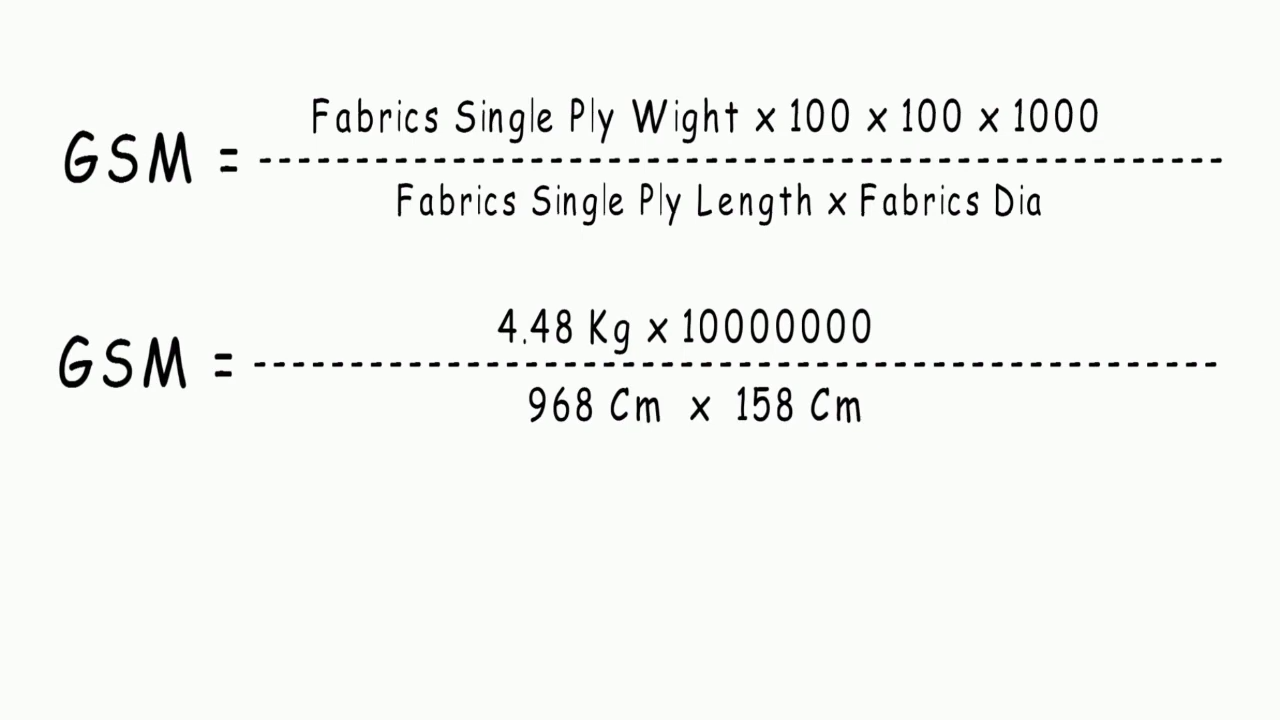 Fabrics Single Ply Wight x 100 x 100 x 1000
GSM = --------------------------------------------------
Fabrics Single Ply Length x Fabrics Dia
4.48 Kg x 10000000
GSM = --------------------------------------------------
968 Cm x 158 Cm